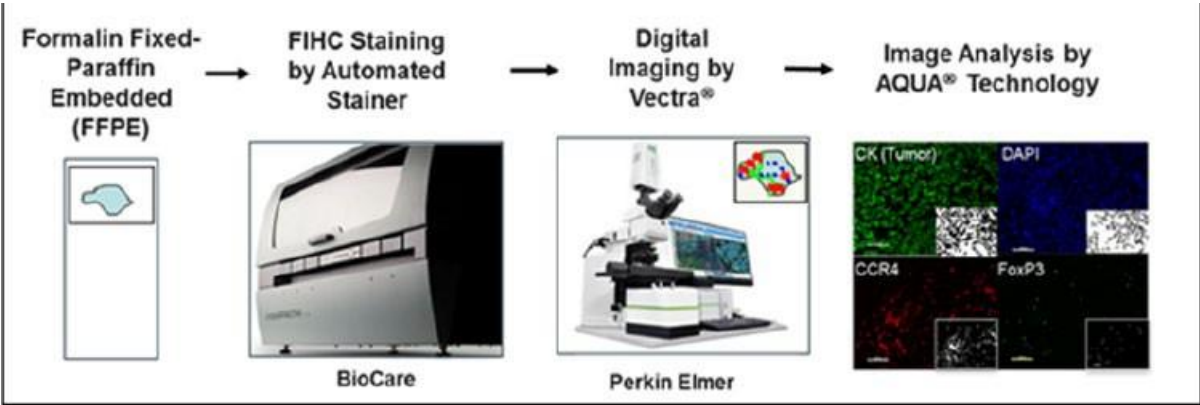 Formalin Fixed-
Paraffin
Embedded
(FFPE)
FIHC Staining
by Automated
Stainer
Digital
Imaging by
Vectra®
Image Analysis by
AQUA® Technology
CK (Tumor)
DAPI
CCR4
FoxP3
BioCare
Perkin Elmer